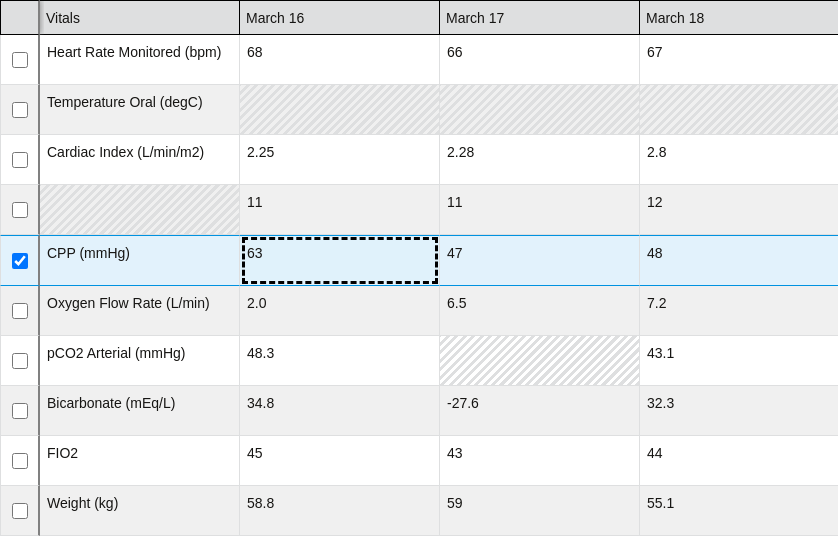 Vitals March 16 March 17 March 18
Heart Rate Monitored (bpm) 68 66 67
Temperature Oral (degC)
Cardiac Index (L/min/m2) 2.25 2.28 2.8
11 11 12
CPP (mmHg) 63 47 48
Oxygen Flow Rate (L/min) 2.0 6.5 7.2
pCO2 Arterial (mmHg) 48.3 43.1
Bicarbonate (mEq/L) 34.8 -27.6 32.3
FIO2 45 43 44
Weight (kg) 58.8 59 55.1